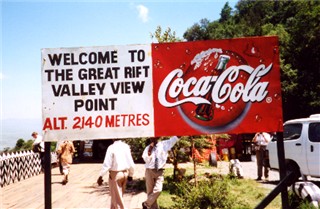 WELCOME TO
THE GREAT RIFT
VALLEY VIEW
POINT
ALT. 2140 METRES
Coca-Cola®